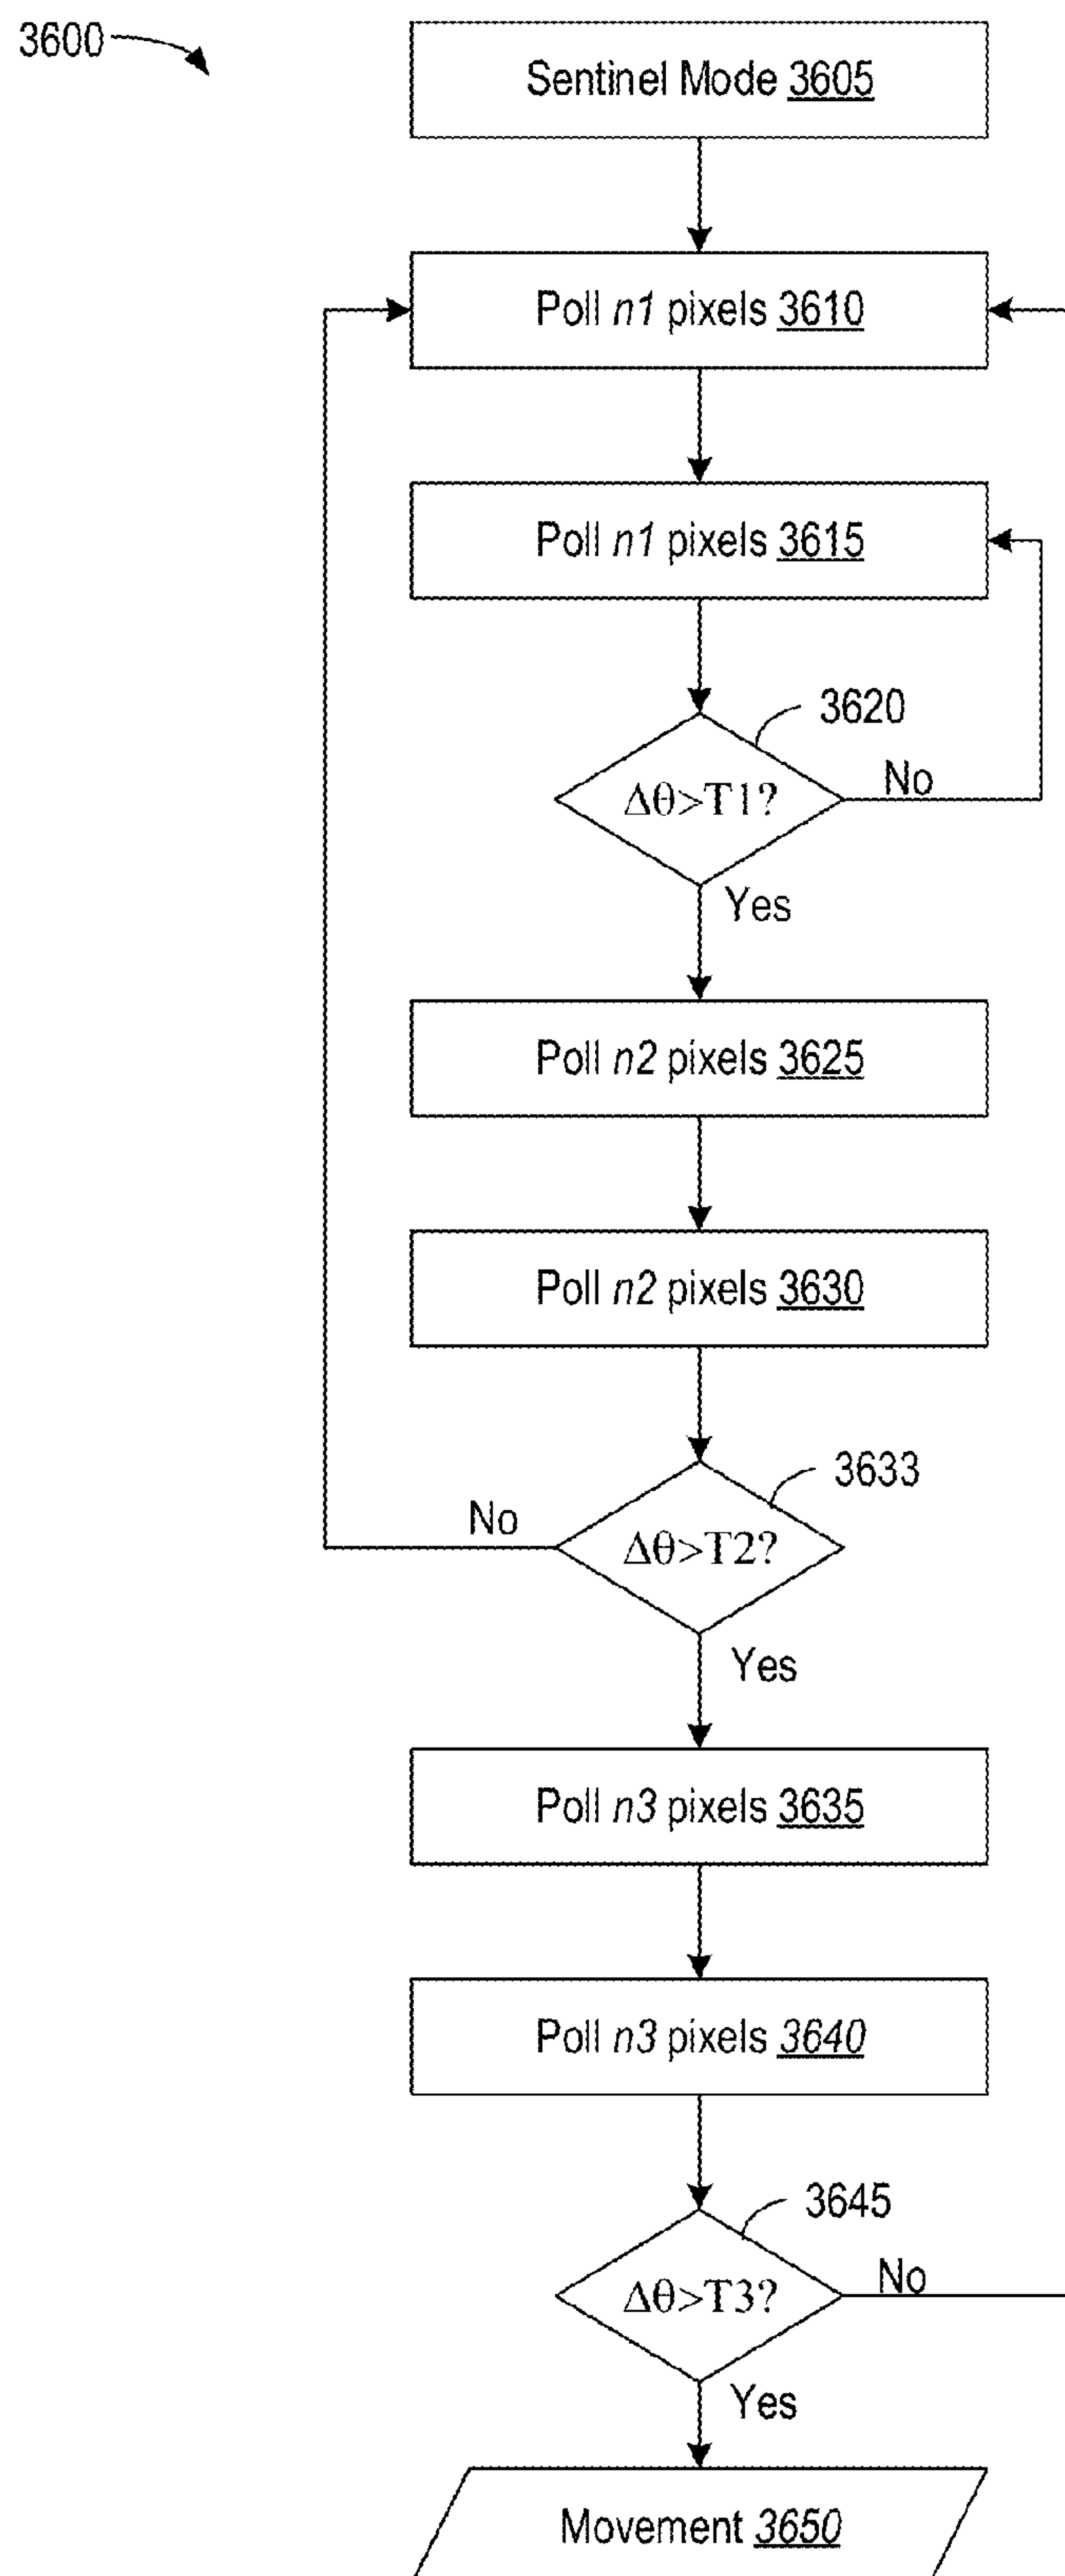 3600
Sentinel Mode 3605
Poll n1 pixels 3610
Poll n1 pixels 3615
3620
Δθ>T1?
No
Yes
Poll n2 pixels 3625
Poll n2 pixels 3630
3633
Δθ>T2?
No
Yes
Poll n3 pixels 3635
Poll n3 pixels 3640
3645
Δθ>T3?
No
Yes
Movement 3650